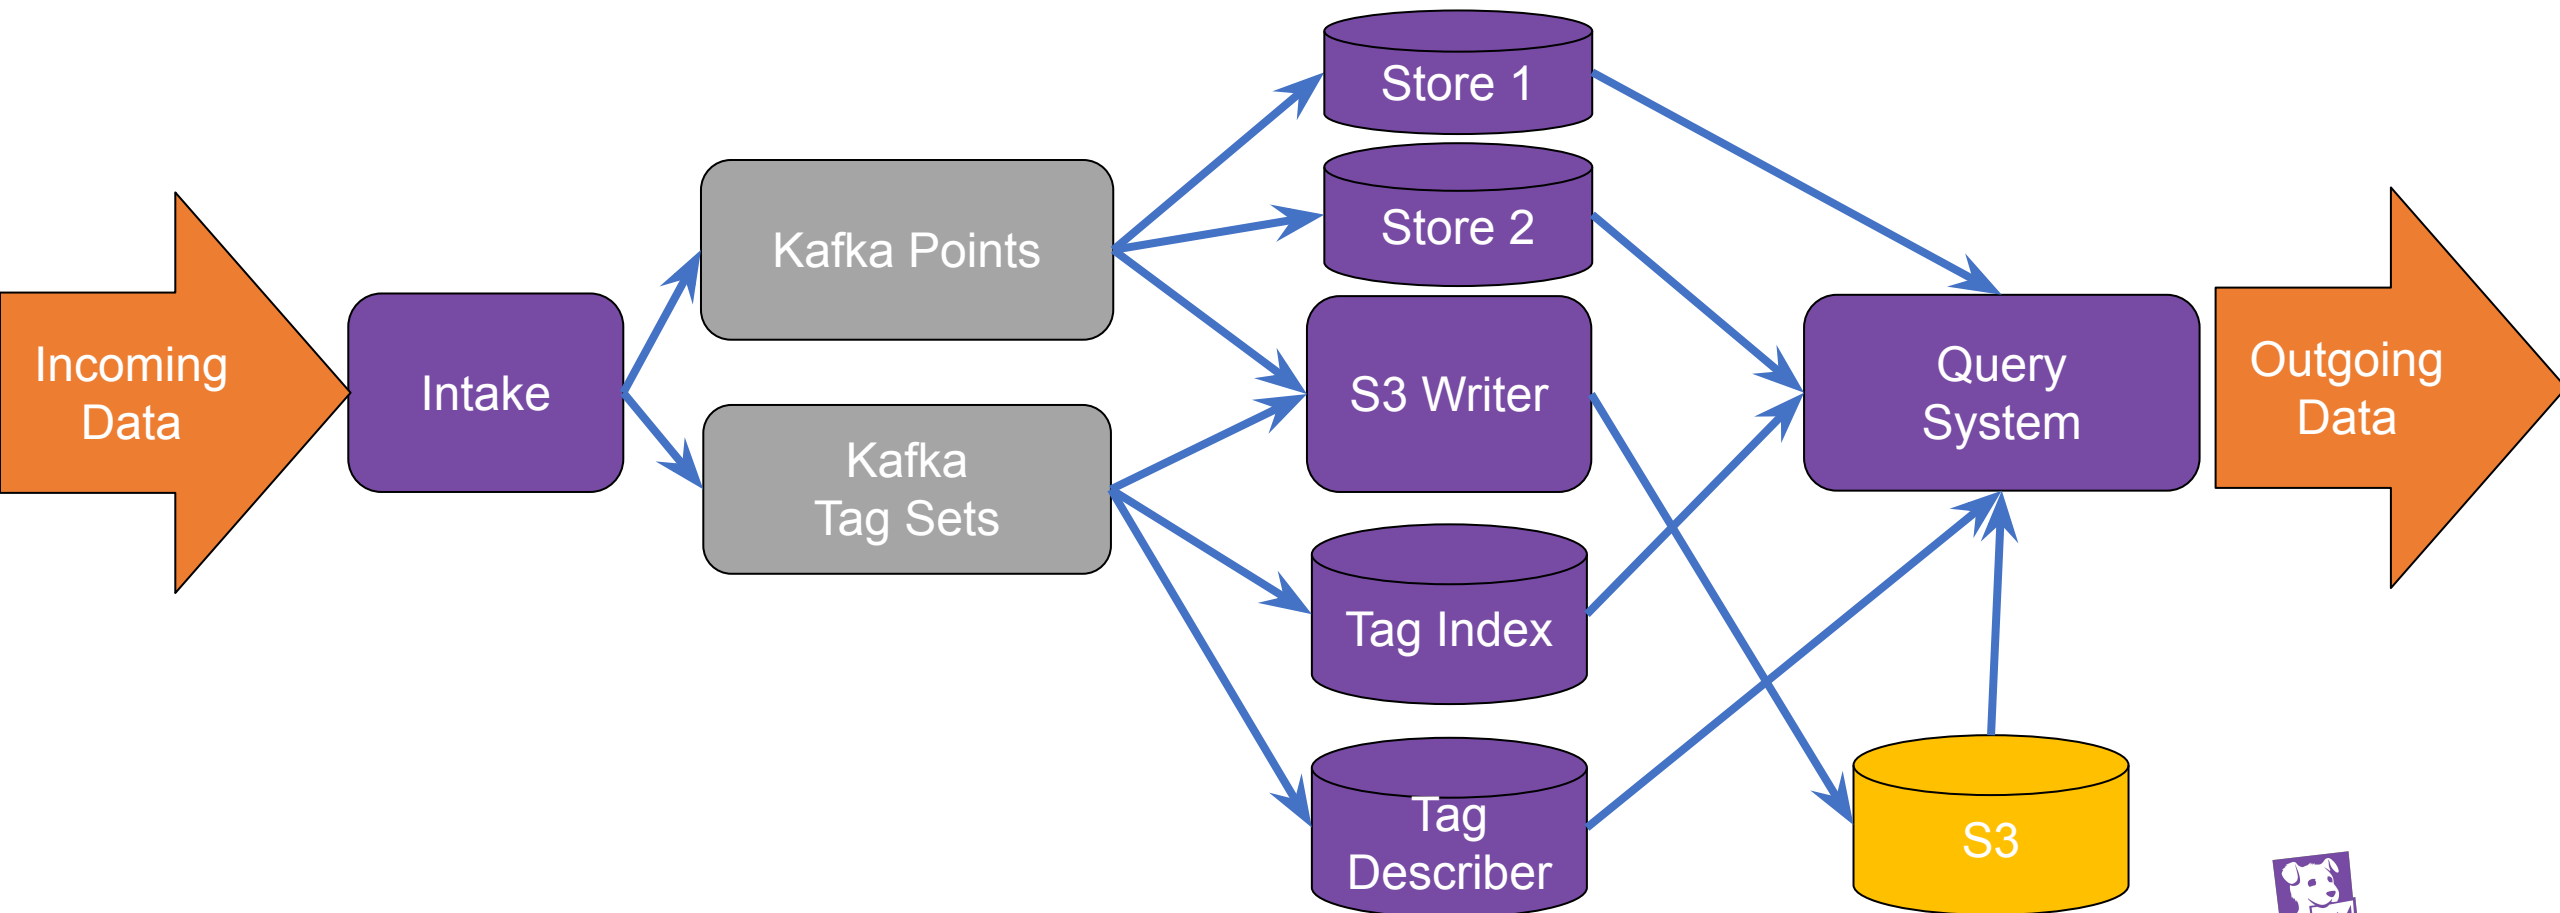 Incoming
Data
Intake
Kafka Points
Kafka
Tag Sets
Store 1
Store 2
S3 Writer
Tag Index
Tag
Describer
Query
System
S3
Outgoing
Data